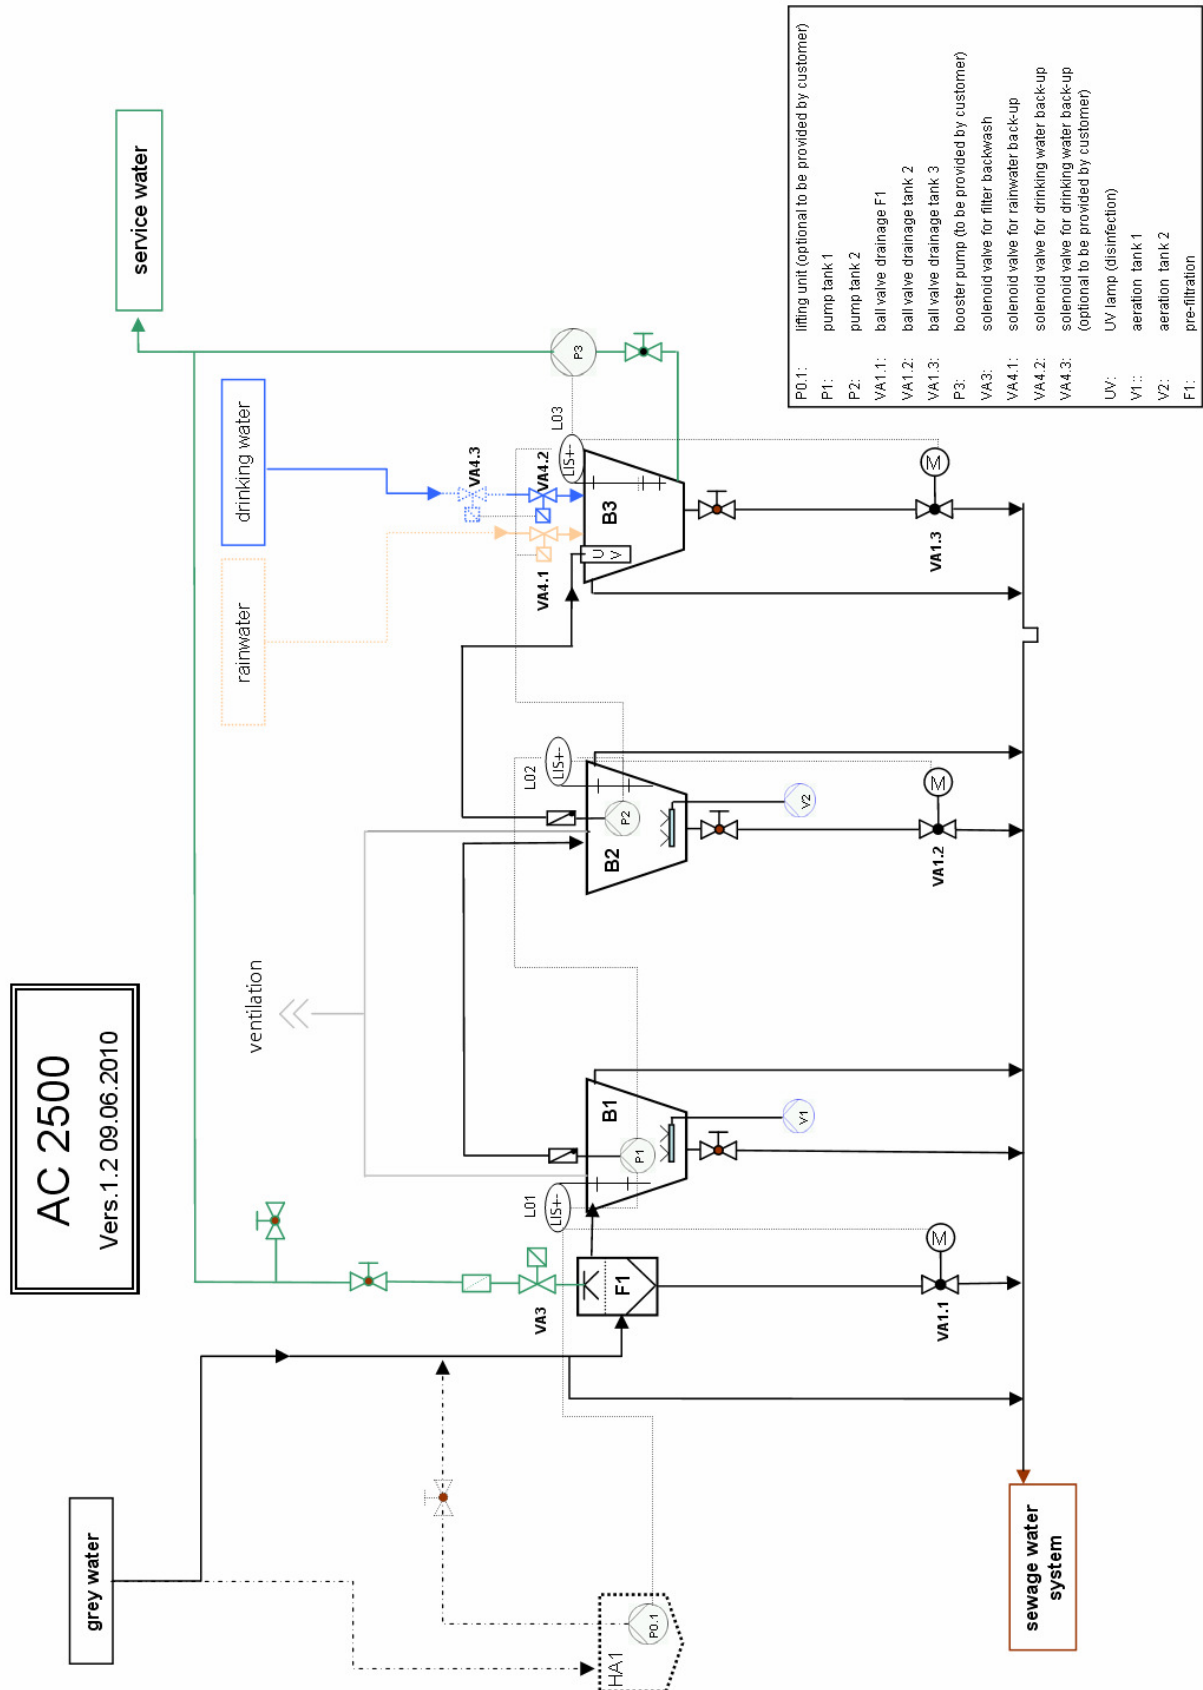 AC 2500
Vers.1.2 09.06.2010
grey water
ventilation
rainwater
drinking water
service water
HA1
P0.1
VA3
F1
VA1.1
M
L01
LIS+-
B1
P1
V1
L02
LIS+-
B2
P2
V2
VA1.2
M
VA4.1
VA4.3
VA4.2
L03
LIS+-
U
V
B3
P3
VA1.3
M
sewage water
system
P0.1: lifting unit (optional to be provided by customer)
P1: pump tank 1
P2: pump tank 2
VA1.1: ball valve drainage F1
VA1.2: ball valve drainage tank 2
VA1.3: ball valve drainage tank 3
P3: booster pump (to be provided by customer)
VA3: solenoid valve for filter backwash
VA4.1: solenoid valve for rainwater back-up
VA4.2: solenoid valve for drinking water back-up
VA4.3: solenoid valve for drinking water back-up
(optional to be provided by customer)
UV: UV lamp (disinfection)
V1.: aeration tank 1
V2: aeration tank 2
F1: pre-filtration